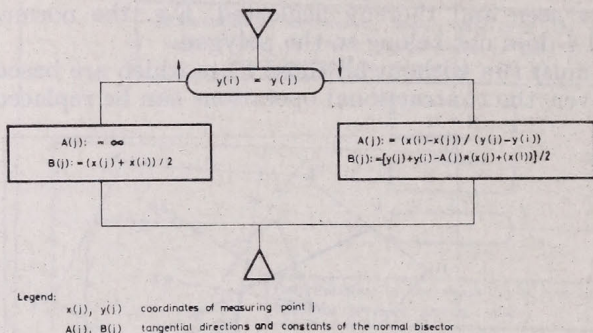 y(i) = y(j)
A(j): = ∞
B(j): =(x(j) + x(i)) / 2
A(j): = (x(i)-x(j)) / (y(j)-y(i))
B(j):={y(j)+y(i)-A(j)*(x(j)+(x(i))}/2
Legend:
x(j), y(j) coordinates of measuring point j
A(j), B(j) tangential directions and constants of the normal bisector